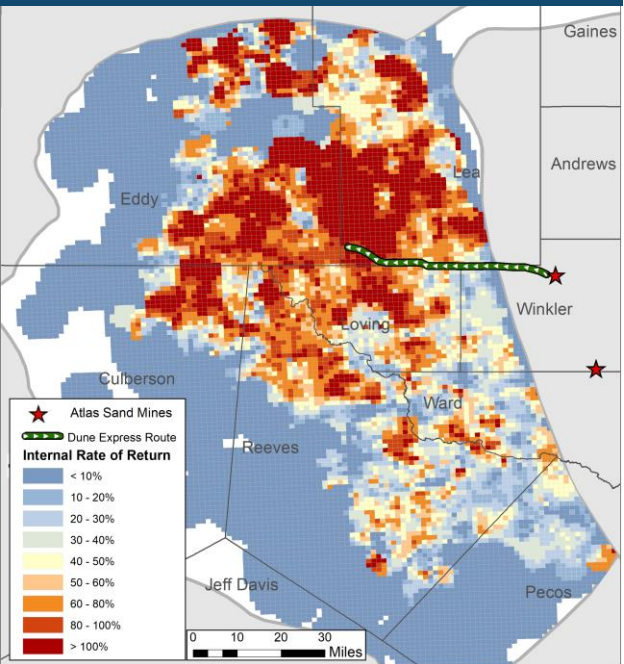 Gaines
Andrews
Lea
Eddy
Winkler
Loving
Culberson
Ward
Reeves
Jeff Davis
Pecos
Atlas Sand Mines
Dune Express Route
Internal Rate of Return
< 10%
10 - 20%
20 - 30%
30 - 40%
40 - 50%
50 - 60%
60 - 80%
80 - 100%
> 100%
0 10 20 30
Miles